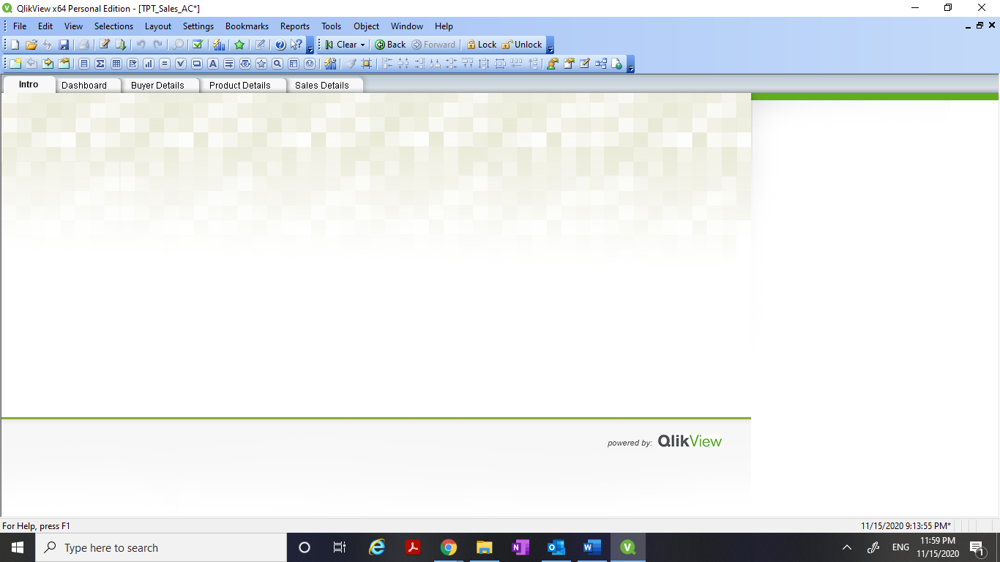 QlikView x64 Personal Edition - [TPT_Sales_AC*]
File Edit View Selections Layout Settings Bookmarks Reports Tools Object Window Help
Clear Back Forward Lock Unlock
Intro Dashboard Buyer Details Product Details Sales Details
powered by: QlikView
For Help, press F1 11/15/2020 9:13:55 PM*
Type here to search ENG 11:59 PM
11/15/2020 1